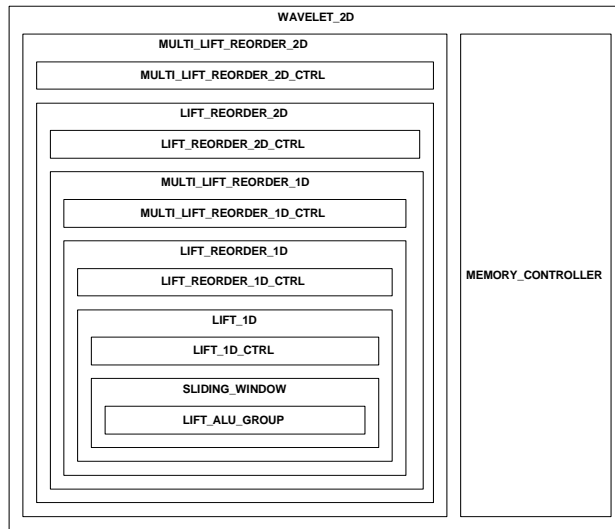 WAVELET_2D
MULTI_LIFT_REORDER_2D
MULTI_LIFT_REORDER_2D_CTRL
LIFT_REORDER_2D
LIFT_REORDER_2D_CTRL
MULTI_LIFT_REORDER_1D
MULTI_LIFT_REORDER_1D_CTRL
LIFT_REORDER_1D
LIFT_REORDER_1D_CTRL
LIFT_1D
LIFT_1D_CTRL
SLIDING_WINDOW
LIFT_ALU_GROUP
MEMORY_CONTROLLER